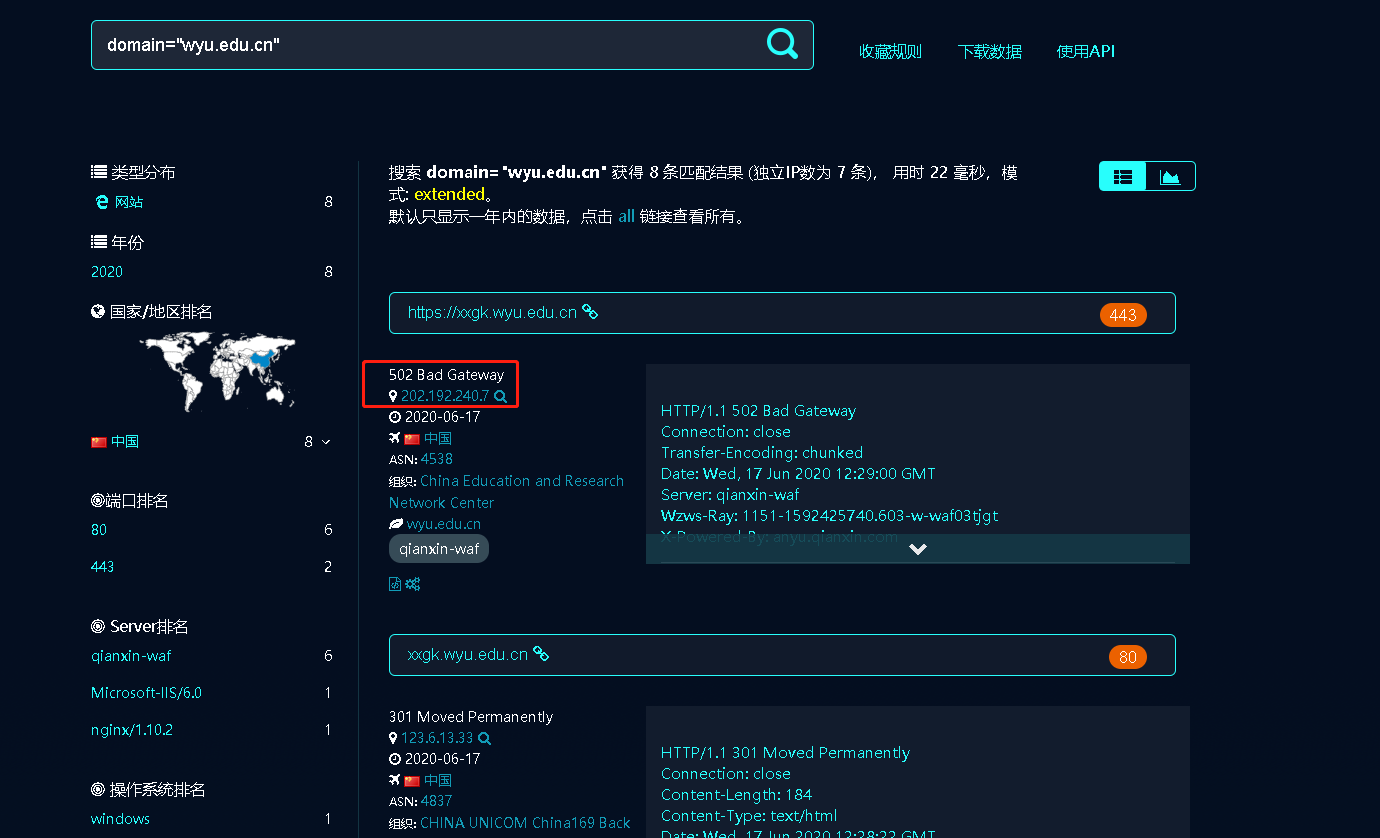 domain="wyu.edu.cn"
收藏规则 下载数据 使用API
类型分布
网站 8
年份
2020 8
国家/地区排名
中国 8
端口排名
80 6
443 2
Server排名
qianxin-waf 6
Microsoft-IIS/6.0 1
nginx/1.10.2 1
操作系统排名
windows 1
搜索 domain="wyu.edu.cn" 获得 8 条匹配结果 (独立IP数为 7 条)， 用时 22 毫秒，模
式: extended。
默认只显示一年内的数据，点击 all 链接查看所有。
https://xxgk.wyu.edu.cn 443
502 Bad Gateway
202.192.240.7
2020-06-17
中国
ASN: 4538
组织: China Education and Research
Network Center
wyu.edu.cn
qianxin-waf
HTTP/1.1 502 Bad Gateway
Connection: close
Transfer-Encoding: chunked
Date: Wed, 17 Jun 2020 12:29:00 GMT
Server: qianxin-waf
Wzws-Ray: 1151-1592425740.603-w-waf03tjgt
X-Powered-By: anyu.qianxin.com
xxgk.wyu.edu.cn 80
301 Moved Permanently
123.6.13.33
2020-06-17
中国
ASN: 4837
组织: CHINA UNICOM China169 Back
HTTP/1.1 301 Moved Permanently
Connection: close
Content-Length: 184
Content-Type: text/html
Date: Wed, 17 Jun 2020 12:28:22 GMT